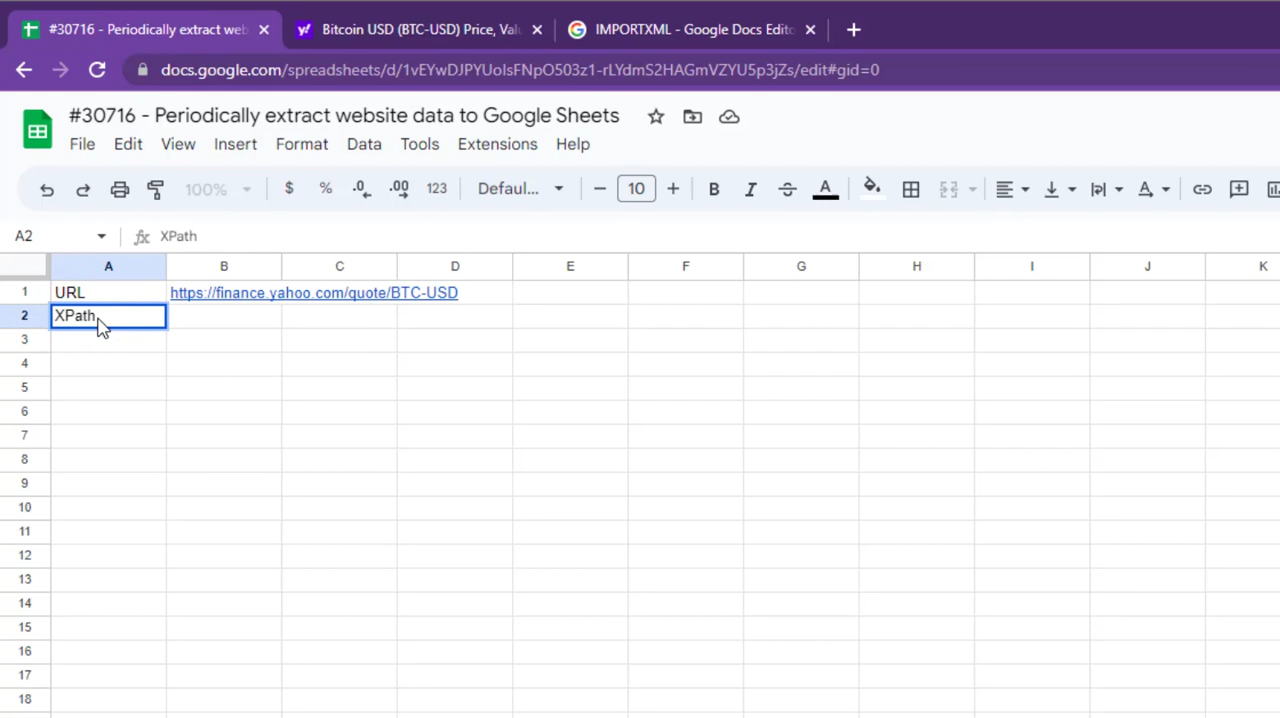 #30716 - Periodically extract web
Bitcoin USD (BTC-USD) Price, Valu
IMPORTXML - Google Docs Edito
docs.google.com/spreadsheets/d/1vEYwDJPYUolsFNpO503z1-rLYdmS2HAGmVZYU5p3jZs/edit#gid=0
#30716 - Periodically extract website data to Google Sheets
File Edit View Insert Format Data Tools Extensions Help
100% $ % .0 .00 123 Defaul... − 10 + B I A A
A2 fx XPath
A B C D E F G H I J K
1 URL https://finance.yahoo.com/quote/BTC-USD
2 XPath
3
4
5
6
7
8
9
10
11
12
13
14
15
16
17
18